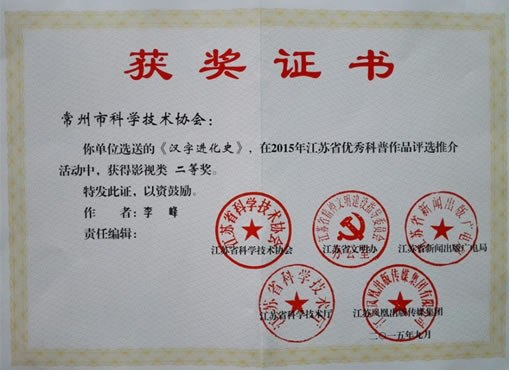 获奖证书
常州市科学技术协会：
你单位选送的《汉字进化史》，在2015年江苏省优秀科普作品评选推介
活动中，获得影视类 二等奖。
特发此证，以资鼓励。
作 者：李 峰
责任编辑：
江苏省科学技术协会
江苏省文明办
江苏省新闻出版广电局
江苏省科学技术厅
江苏凤凰出版传媒集团
二〇一五年九月